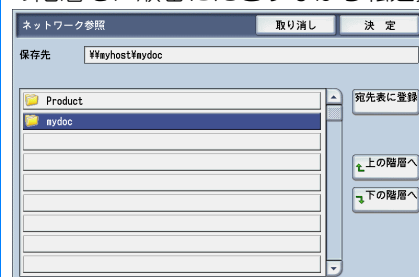 ネットワーク参照
取り消し
決 定
保存先
¥¥myhost¥mydoc
宛先表に登録
Product
mydoc
上の階層へ
下の階層へ